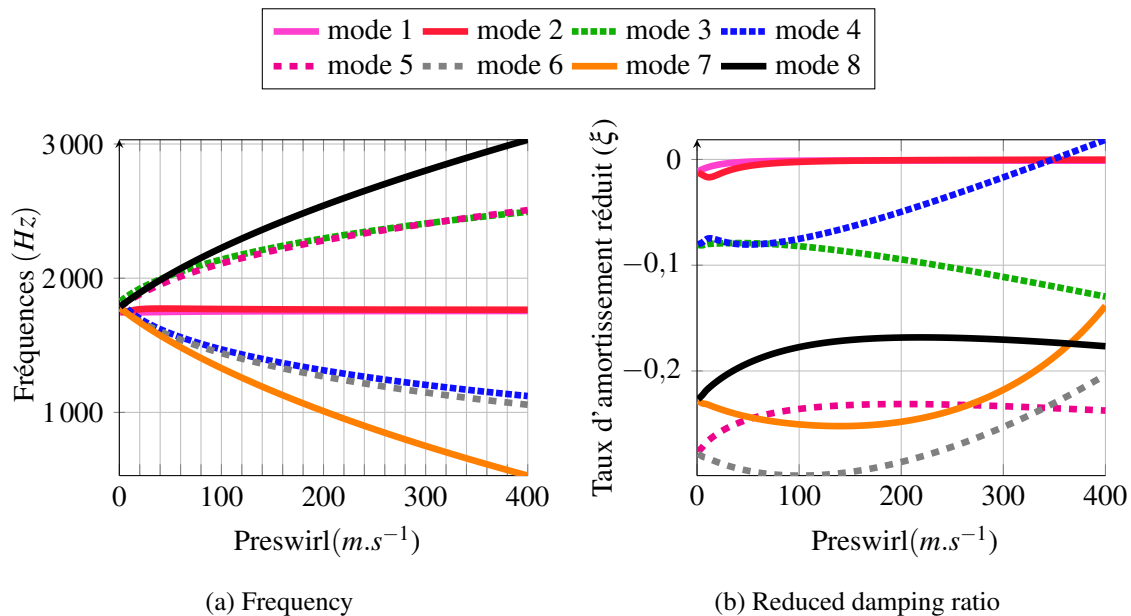 mode 1 mode 2 mode 3 mode 4
mode 5 mode 6 mode 7 mode 8
3 000
2 000
1 000
Fréquences (Hz)
0 100 200 300 400
Preswirl(m.s⁻¹)
(a) Frequency
0
−0,1
−0,2
Taux d'amortissement réduit (ξ)
0 100 200 300 400
Preswirl(m.s⁻¹)
(b) Reduced damping ratio